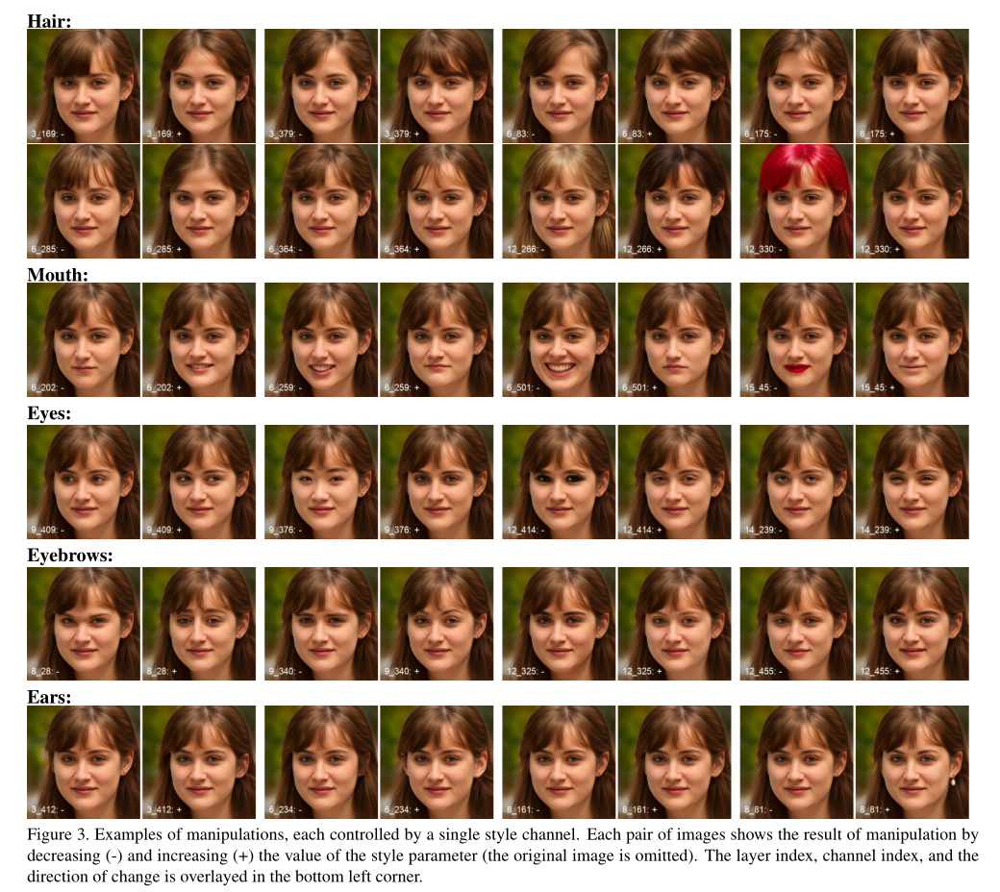 Hair:
3_169: - 3_169: + 3_379: - 3_379: + 6_83: - 6_83: + 6_175: - 6_175: +
6_285: - 6_285: + 6_364: - 6_364: + 12_266: - 12_266: + 12_330: - 12_330: +
Mouth:
6_202: - 6_202: + 6_259: - 6_259: + 6_501: - 6_501: + 15_45: - 15_45: +
Eyes:
9_409: - 9_409: + 9_376: - 9_376: + 12_414: - 12_414: + 14_239: - 14_239: +
Eyebrows:
8_28: - 8_28: + 9_340: - 9_340: + 12_325: - 12_325: + 12_455: - 12_455: +
Ears:
3_412: - 3_412: + 6_234: - 6_234: + 8_161: - 8_161: + 8_81: - 8_81: +
Figure 3. Examples of manipulations, each controlled by a single style channel. Each pair of images shows the result of manipulation by
decreasing (-) and increasing (+) the value of the style parameter (the original image is omitted). The layer index, channel index, and the
direction of change is overlayed in the bottom left corner.